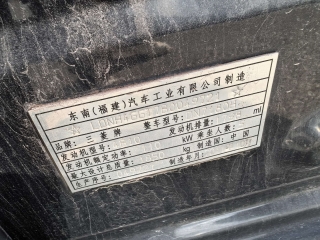 东南(福建)汽车工业有限公司制造
品牌: 三菱牌 整车型号:
发动机型号: 发动机排量: ml
发动机额定功率: kW 乘坐人数:
最大设计总质量: kg 制造国: 中国
生产序号: 制造年月: